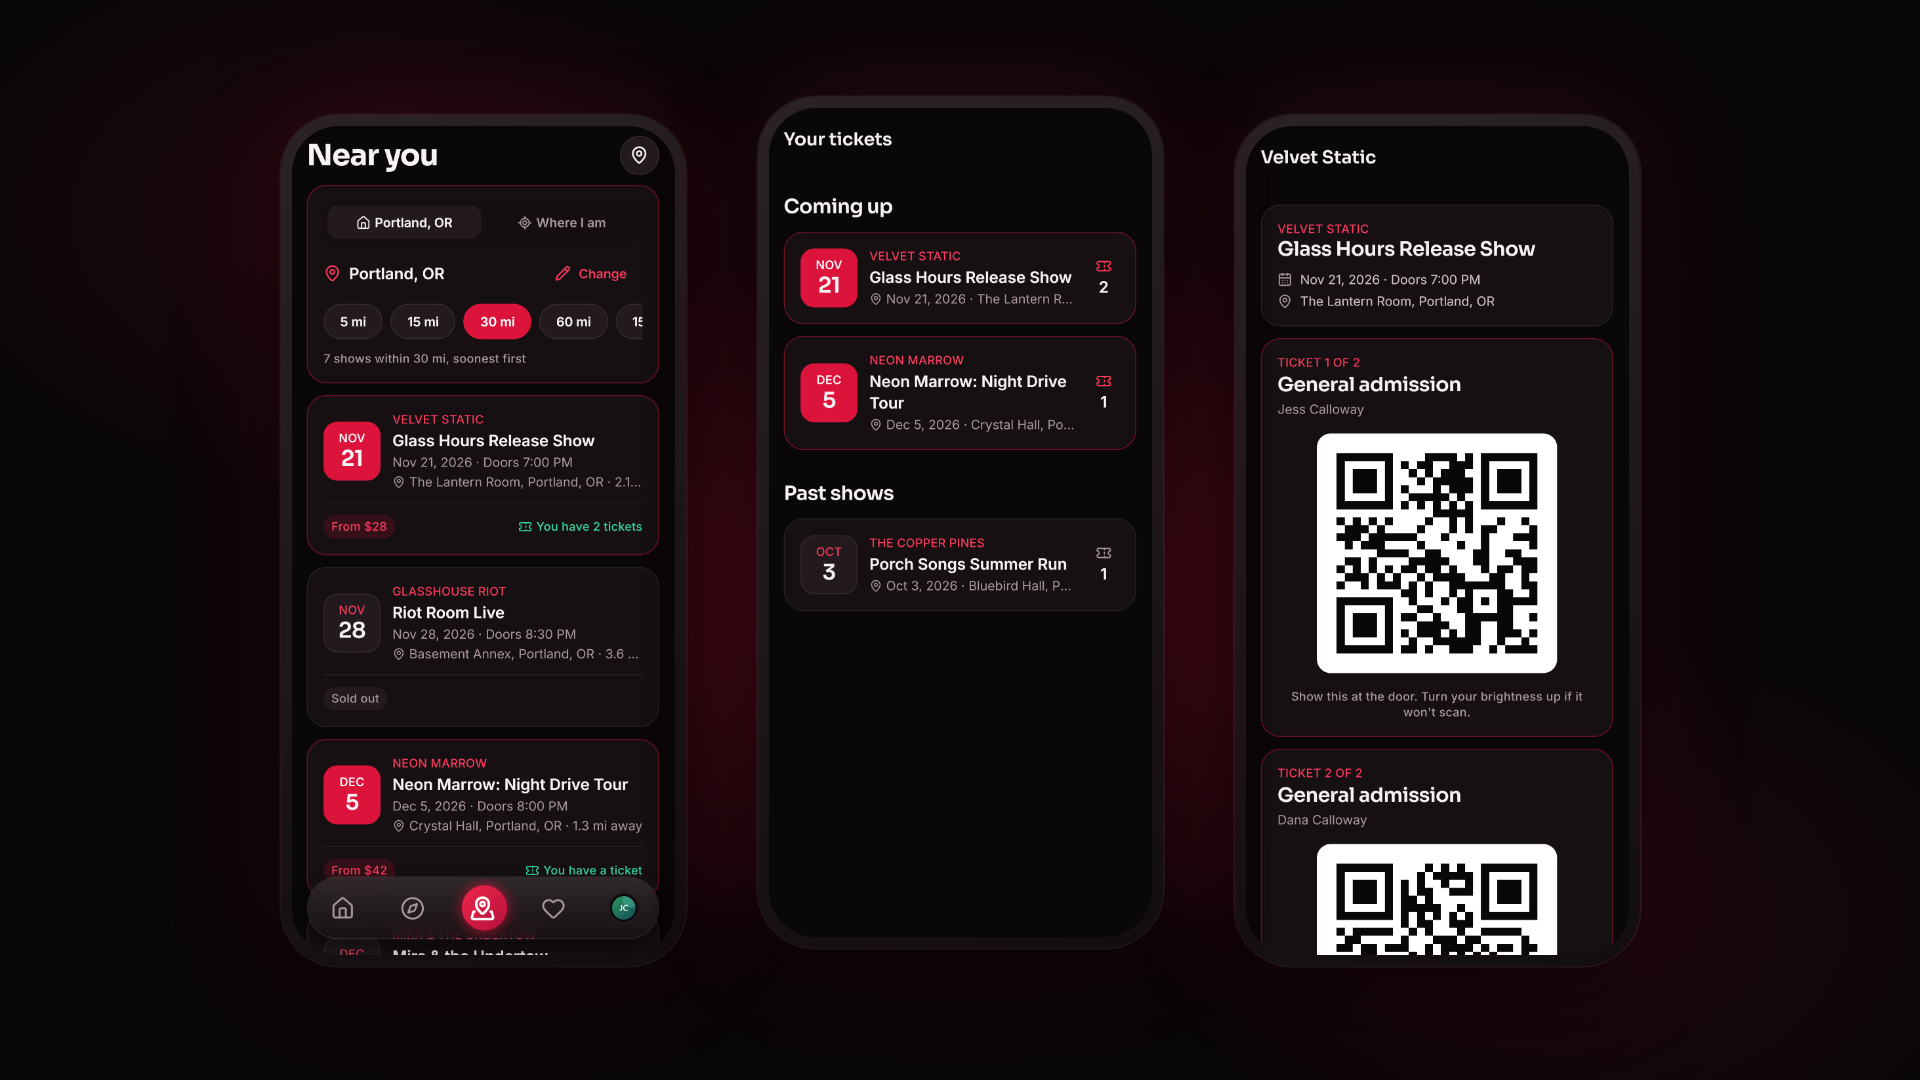 Near you
Portland, OR
Where I am
Portland, OR
Change
5 mi
15 mi
30 mi
60 mi
15
7 shows within 30 mi, soonest first
NOV
21
VELVET STATIC
Glass Hours Release Show
Nov 21, 2026 · Doors 7:00 PM
The Lantern Room, Portland, OR · 2.1...
From $28
You have 2 tickets
NOV
28
GLASSHOUSE RIOT
Riot Room Live
Nov 28, 2026 · Doors 8:30 PM
Basement Annex, Portland, OR · 3.6 ...
Sold out
DEC
5
NEON MARROW
Neon Marrow: Night Drive Tour
Dec 5, 2026 · Doors 8:00 PM
Crystal Hall, Portland, OR · 1.3 mi away
From $42
You have a ticket
JC
DEC
MIRA & THE UNDERTOW
Mira & the Undertow
Your tickets
Coming up
NOV
21
VELVET STATIC
Glass Hours Release Show
Nov 21, 2026 · The Lantern R...
2
DEC
5
NEON MARROW
Neon Marrow: Night Drive
Tour
Dec 5, 2026 · Crystal Hall, Po...
1
Past shows
OCT
3
THE COPPER PINES
Porch Songs Summer Run
Oct 3, 2026 · Bluebird Hall, P...
1
Velvet Static
VELVET STATIC
Glass Hours Release Show
Nov 21, 2026 · Doors 7:00 PM
The Lantern Room, Portland, OR
TICKET 1 OF 2
General admission
Jess Calloway
Show this at the door. Turn your brightness up if it
won't scan.
TICKET 2 OF 2
General admission
Dana Calloway